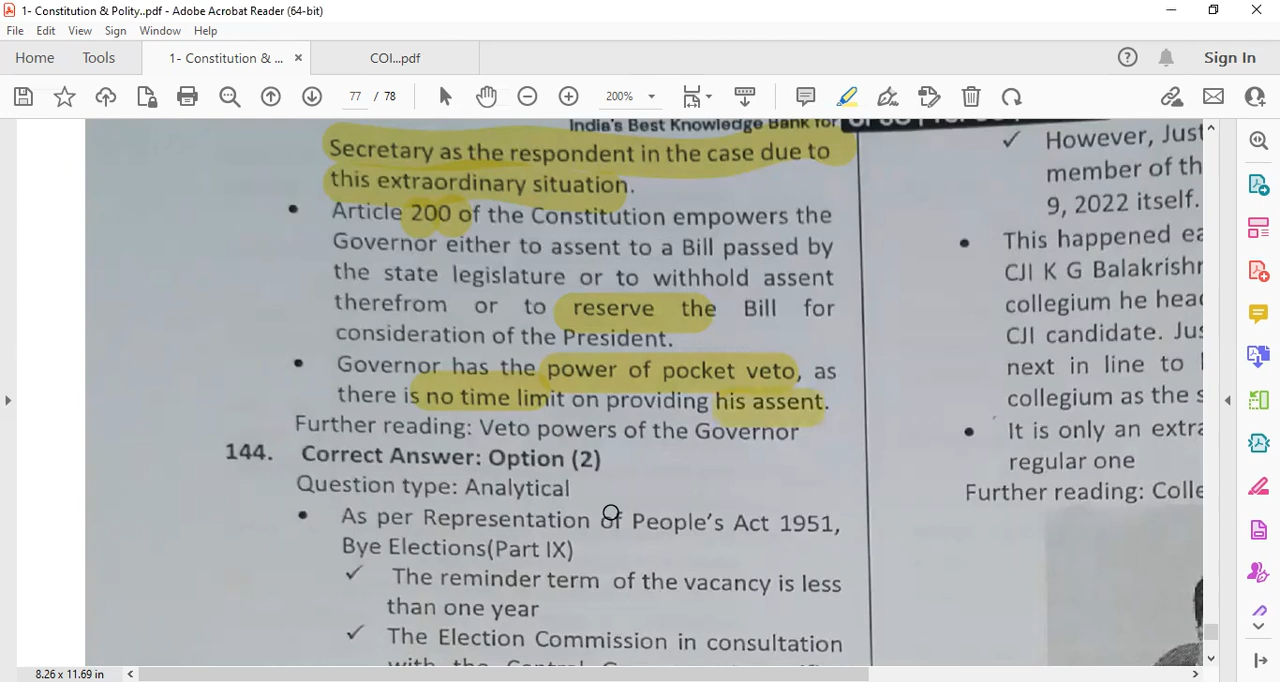 1- Constitution & Polity..pdf - Adobe Acrobat Reader (64-bit)
File Edit View Sign Window Help
Home Tools 1- Constitution & ... × COI...pdf Sign In
77 / 78 200%
India's Best Knowledge Bank for
Secretary as the respondent in the case due to
this extraordinary situation.
• Article 200 of the Constitution empowers the
Governor either to assent to a Bill passed by
the state legislature or to withhold assent
therefrom or to reserve the Bill for
consideration of the President.
• Governor has the power of pocket veto, as
there is no time limit on providing his assent.
Further reading: Veto powers of the Governor
144. Correct Answer: Option (2)
Question type: Analytical
• As per Representation of People's Act 1951,
Bye Elections(Part IX)
✓ The reminder term of the vacancy is less
than one year
✓ The Election Commission in consultation
✓ However, Just
member of th
9, 2022 itself.
• This happened ea
CJI K G Balakrishn
collegium he head
CJI candidate. Jus
next in line to
collegium as the s
• It is only an extra
regular one
Further reading: Colle
8.26 x 11.69 in